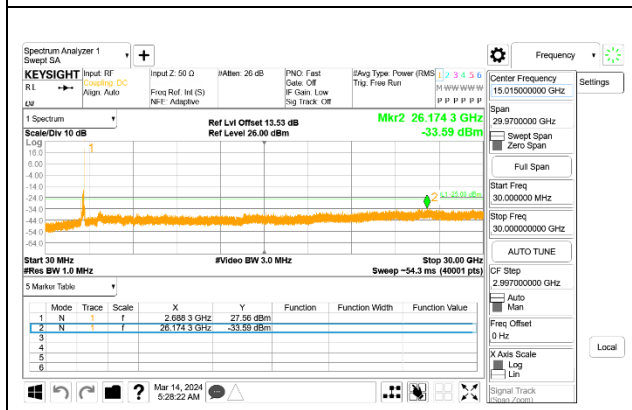 Spectrum Analyzer 1
Swept SA
Frequency
KEYSIGHT
R L
Input: RF
Coupling: DC
Align: Auto
Input Z: 50 Ω
Freq Ref: Int (S)
NFE: Adaptive
#Atten: 26 dB
PNO: Fast
Gate: Off
IF Gain: Low
Sig Track: Off
#Avg Type: Power (RMS
Trig: Free Run
1 2 3 4 5 6
M W W W W W
P P P P P P
Center Frequency
15.015000000 GHz
Settings
Span
29.9700000 GHz
Swept Span
Zero Span
Full Span
Start Freq
30.000000 MHz
Stop Freq
30.00000000 GHz
AUTO TUNE
CF Step
2.997000000 GHz
Auto
Man
Freq Offset
0 Hz
X Axis Scale
Log
Lin
Signal Track
(Span Zoom)
Local
1 Spectrum
Scale/Div 10 dB
Log
Ref Lvl Offset 13.53 dB
Ref Level 26.00 dBm
Mkr2 26.174 3 GHz
-33.59 dBm
16.0
6.00
-4.00
-14.0
-24.0
-34.0
-44.0
-54.0
-64.0
1
2
Start 30 MHz
#Res BW 1.0 MHz
#Video BW 3.0 MHz
Stop 30.00 GHz
Sweep ~54.3 ms (40001 pts)
5 Marker Table
Mode Trace Scale X Y Function Function Width Function Value
1 N 1 f 2.688 3 GHz 27.56 dBm
2 N 1 f 26.174 3 GHz -33.59 dBm
3
4
5
6
Mar 14, 2024
5:28:22 AM